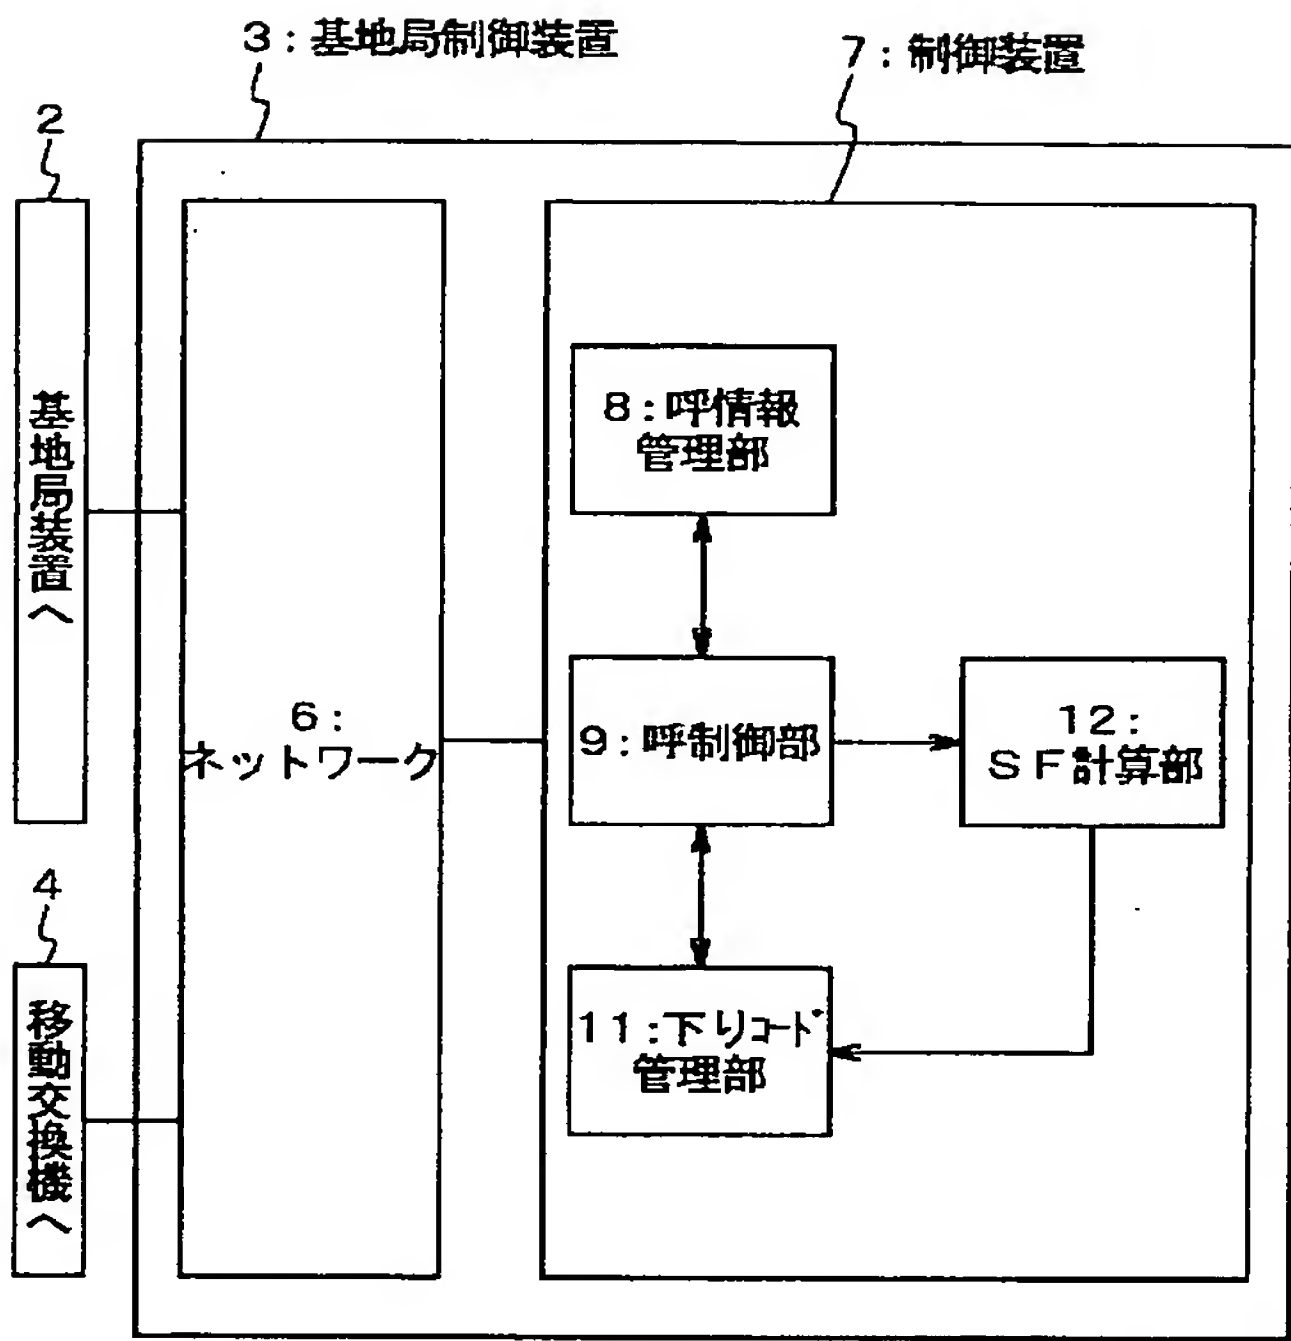 3：基地局制御装置
7：制御装置
2
基地局装置へ
8：呼情報
管理部
6：
ネットワーク
9：呼制御部
12：
ＳＦ計算部
4
移動交換機へ
11：下りｺｰﾄﾞ
管理部